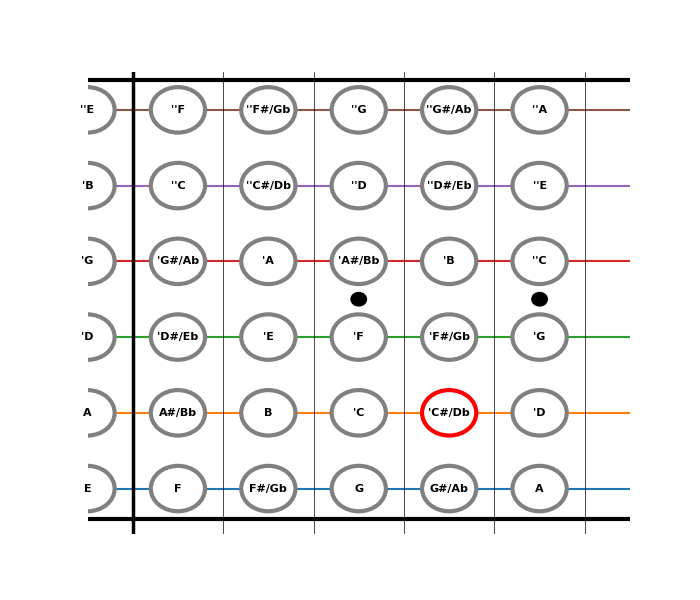 ''E ''F ''F#/Gb ''G ''G#/Ab ''A
'B ''C ''C#/Db ''D ''D#/Eb ''E
'G 'G#/Ab 'A 'A#/Bb 'B ''C
'D 'D#/Eb 'E 'F 'F#/Gb 'G
A A#/Bb B 'C 'C#/Db 'D
E F F#/Gb G G#/Ab A